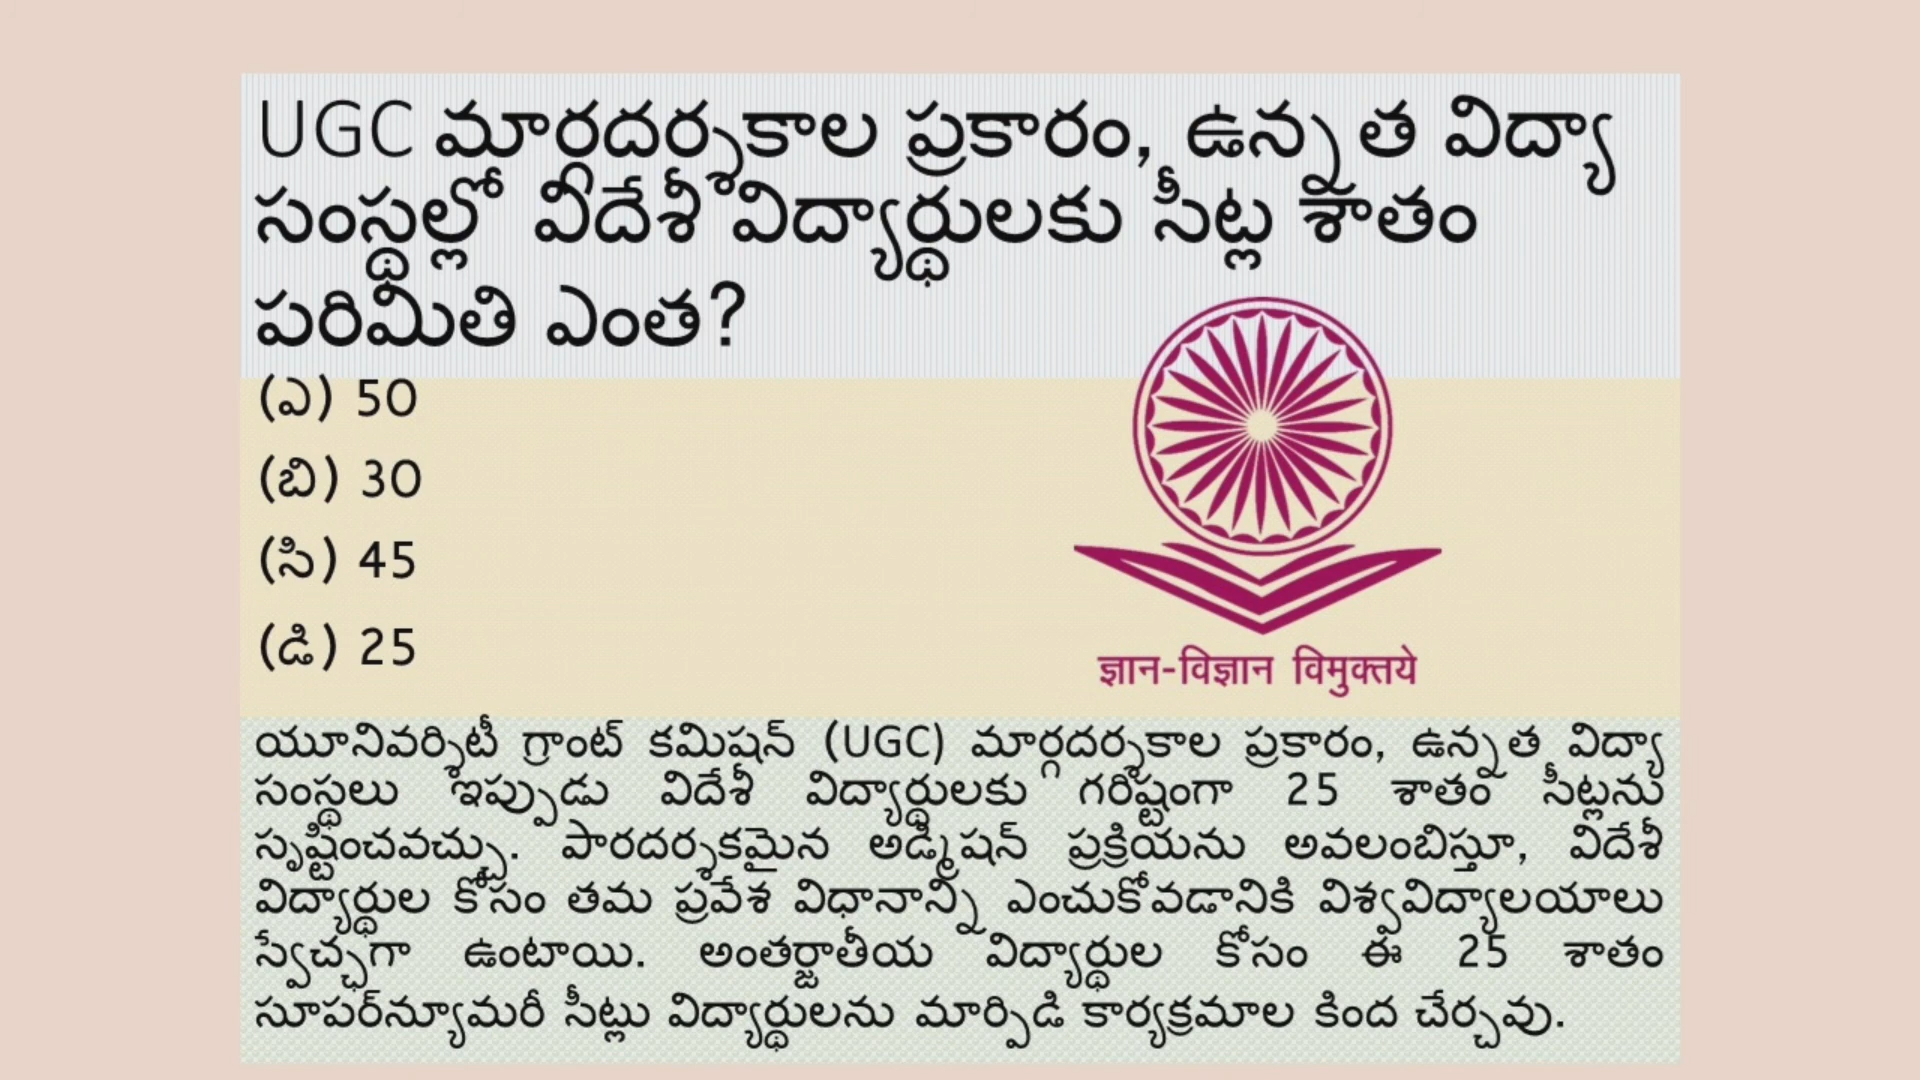 UGC మార్గదర్శకాల ప్రకారం, ఉన్నత విద్యా
సంస్థల్లో విదేశీ విద్యార్థులకు సీట్ల శాతం
పరిమితి ఎంత?
(ఎ) 50
(బి) 30
(సి) 45
(డి) 25
ज्ञान-विज्ञान विमुक्तये
యూనివర్శిటీ గ్రాంట్ కమిషన్ (UGC) మార్గదర్శకాల ప్రకారం, ఉన్నత విద్యా
సంస్థలు ఇప్పుడు విదేశీ విద్యార్థులకు గరిష్టంగా 25 శాతం సీట్లను
సృష్టించవచ్చు. పారదర్శకమైన అడ్మిషన్ ప్రక్రియను అవలంబిస్తూ, విదేశీ
విద్యార్థుల కోసం తమ ప్రవేశ విధానాన్ని ఎంచుకోవడానికి విశ్వవిద్యాలయాలు
స్వేచ్ఛగా ఉంటాయి. అంతర్జాతీయ విద్యార్థుల కోసం ఈ 25 శాతం
సూపర్‌న్యూమరీ సీట్లు విద్యార్థులను మార్పిడి కార్యక్రమాల కింద చేర్చవు.